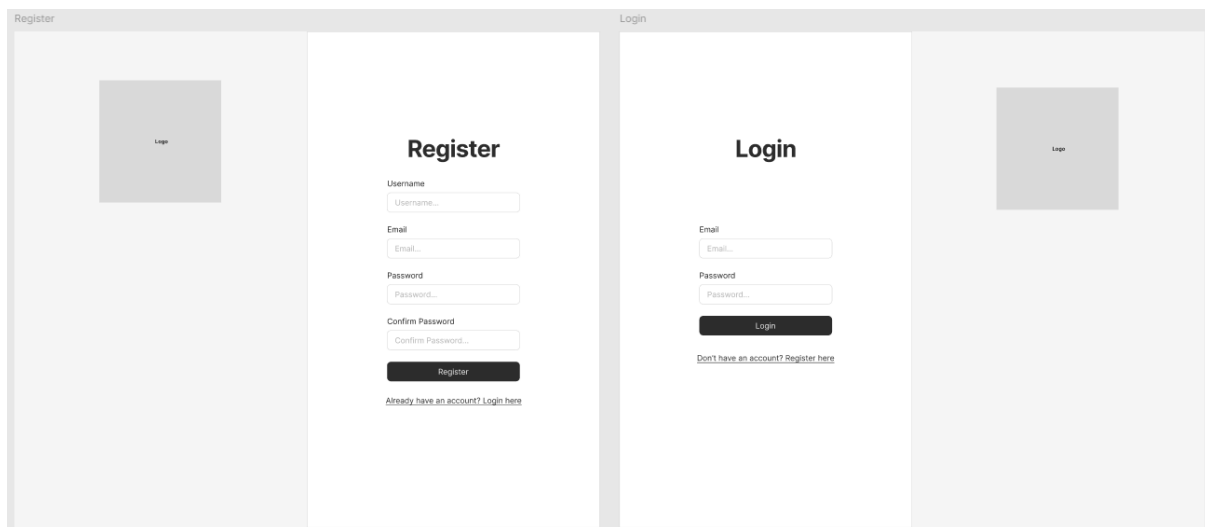 Register
Logo
Register
Username
Username...
Email
Email...
Password
Password...
Confirm Password
Confirm Password...
Register
Already have an account? Login here
Login
Login
Email
Email...
Password
Password...
Login
Don't have an account? Register here
Logo